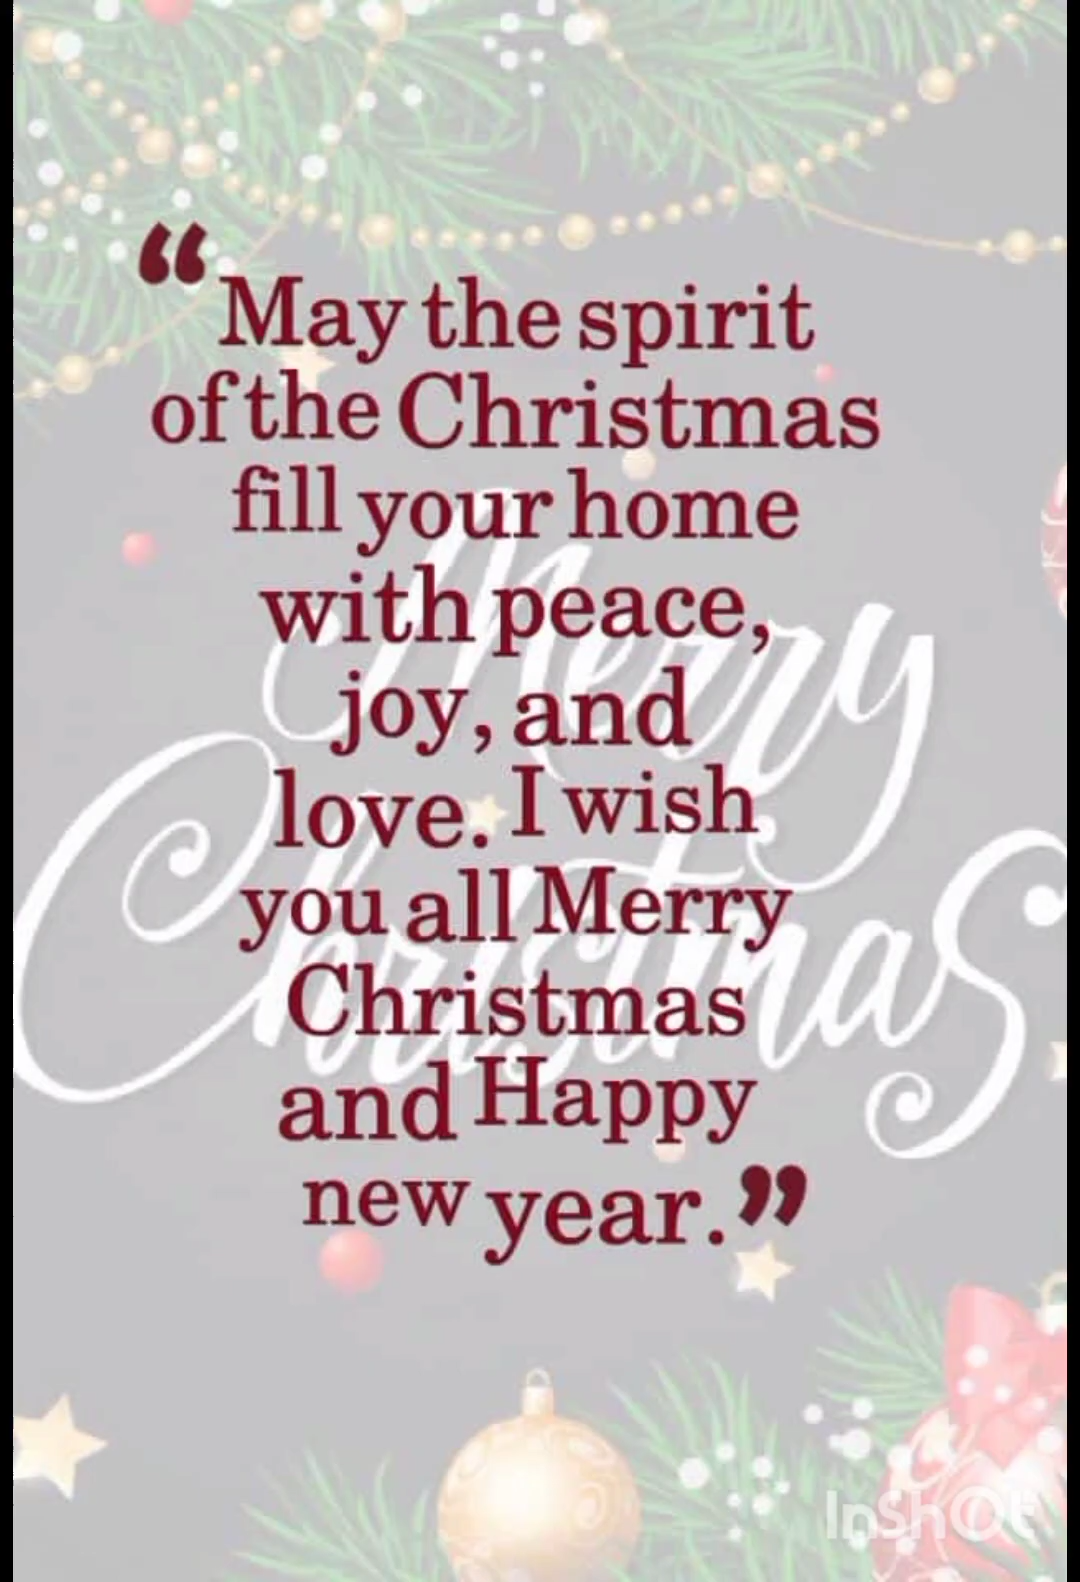 “May the spirit
of the Christmas
fill your home
with peace,
joy, and
love. I wish
you all Merry
Christmas
and Happy
new year.”
Merry
Christmas
InShOt